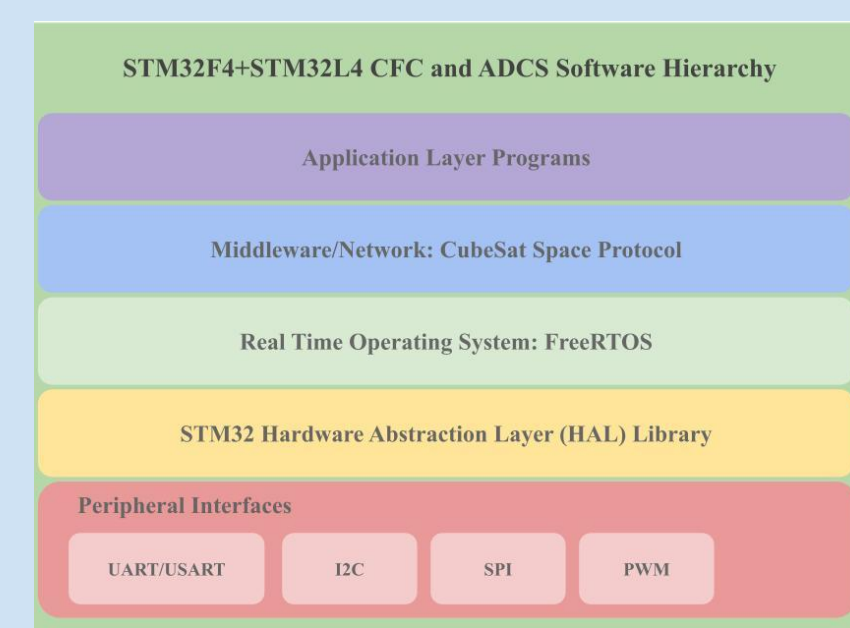 STM32F4+STM32L4 CFC and ADCS Software Hierarchy
Application Layer Programs
Middleware/Network: CubeSat Space Protocol
Real Time Operating System: FreeRTOS
STM32 Hardware Abstraction Layer (HAL) Library
Peripheral Interfaces
UART/USART I2C SPI PWM